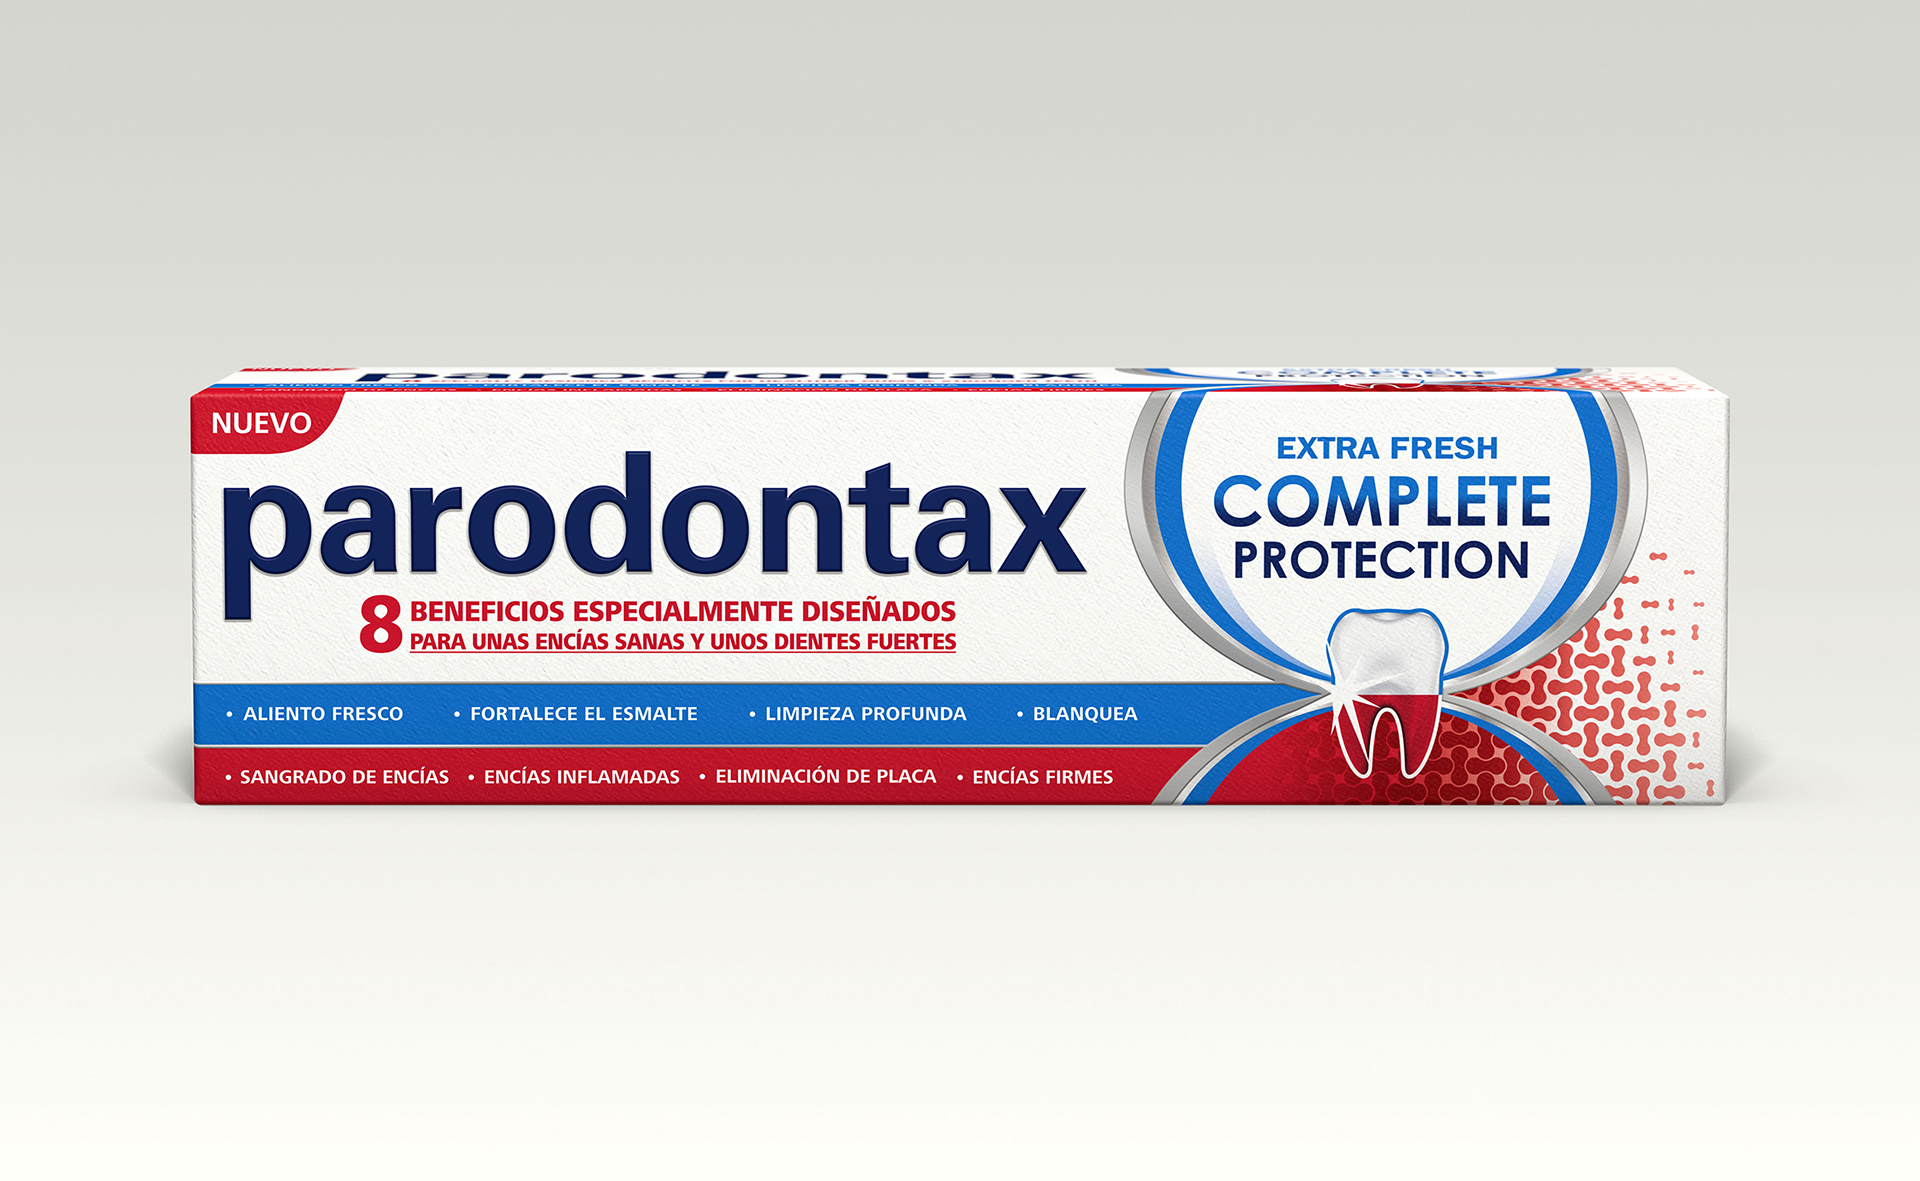 NUEVO
parodontax
8 BENEFICIOS ESPECIALMENTE DISEÑADOS
PARA UNAS ENCÍAS SANAS Y UNOS DIENTES FUERTES
• ALIENTO FRESCO • FORTALECE EL ESMALTE • LIMPIEZA PROFUNDA • BLANQUEA
• SANGRADO DE ENCÍAS • ENCÍAS INFLAMADAS • ELIMINACIÓN DE PLACA • ENCÍAS FIRMES
EXTRA FRESH
COMPLETE
PROTECTION